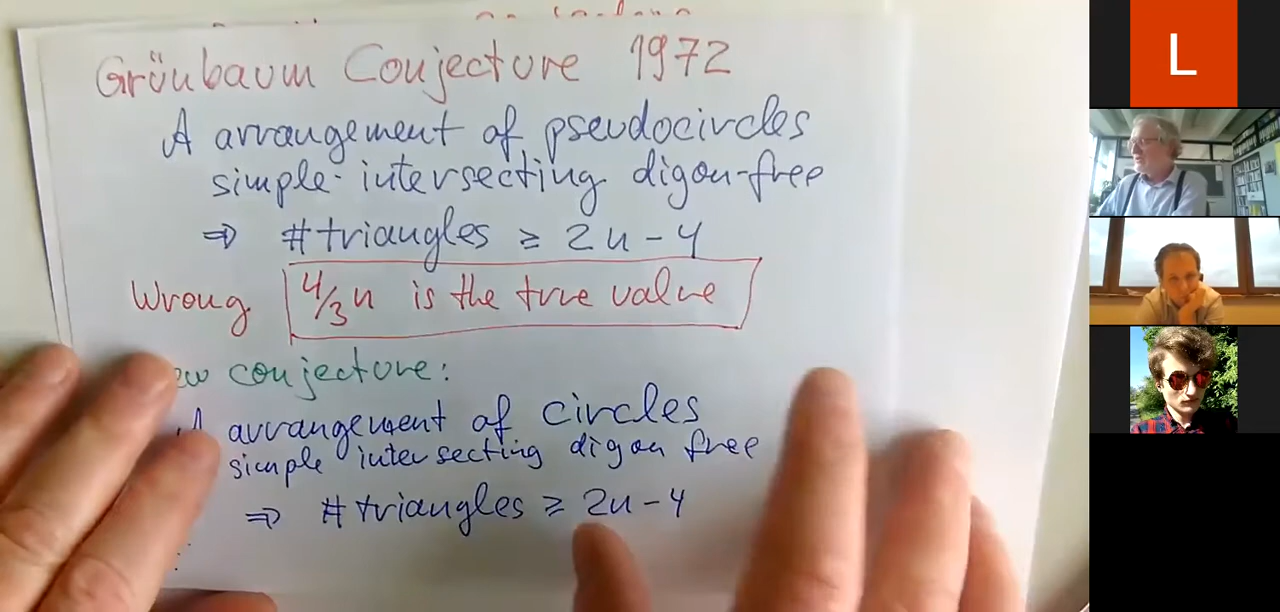 Grünbaum Conjecture 1972
A arrangement of pseudocircles
simple intersecting digon-free
⇒ #triangles ≥ 2n - 4
Wrong 4/3 n is the true value
conjecture:
A arrangement of circles
simple intersecting digon free
⇒ #triangles ≥ 2n - 4
L